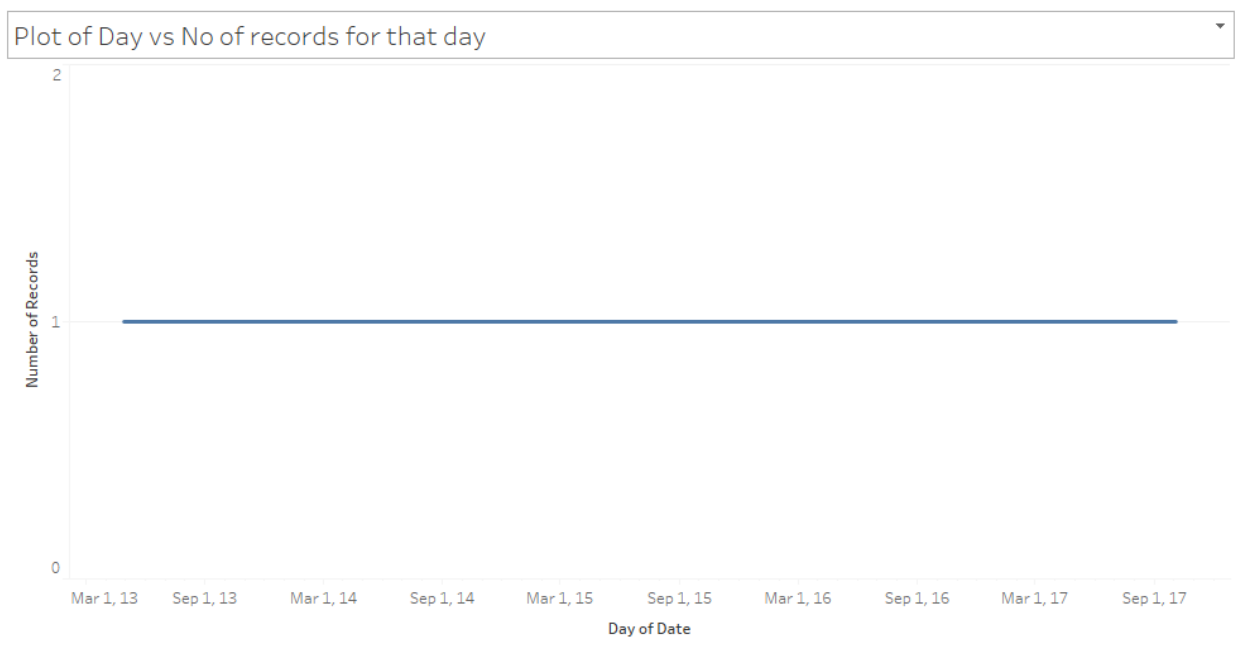 Plot of Day vs No of records for that day
2
1
0
Number of Records
Mar 1, 13 Sep 1, 13 Mar 1, 14 Sep 1, 14 Mar 1, 15 Sep 1, 15 Mar 1, 16 Sep 1, 16 Mar 1, 17 Sep 1, 17
Day of Date